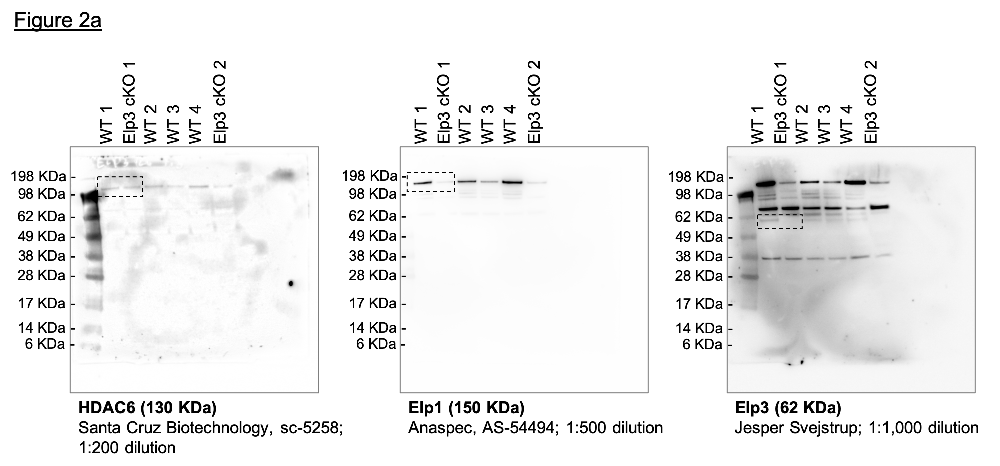 Figure 2a
WT 1
Elp3 cKO 1
WT 2
WT 3
WT 4
Elp3 cKO 2
198 KDa -
98 KDa -
62 KDa -
49 KDa -
38 KDa -
28 KDa -
17 KDa -
14 KDa -
6 KDa -
HDAC6 (130 KDa)
Santa Cruz Biotechnology, sc-5258;
1:200 dilution
WT 1
Elp3 cKO 1
WT 2
WT 3
WT 4
Elp3 cKO 2
198 KDa -
98 KDa -
62 KDa -
49 KDa -
38 KDa -
28 KDa -
17 KDa -
14 KDa -
6 KDa -
Elp1 (150 KDa)
Anaspec, AS-54494; 1:500 dilution
WT 1
Elp3 cKO 1
WT 2
WT 3
WT 4
Elp3 cKO 2
198 KDa -
98 KDa -
62 KDa -
49 KDa -
38 KDa -
28 KDa -
17 KDa -
14 KDa -
6 KDa -
Elp3 (62 KDa)
Jesper Svejstrup; 1:1,000 dilution